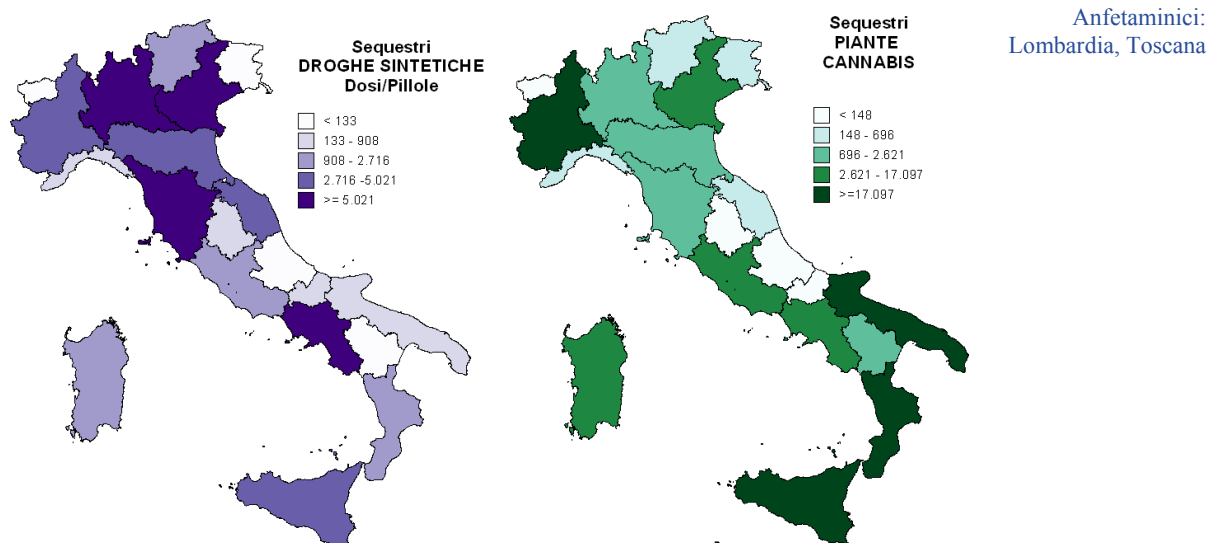 Sequestri
DROGHE SINTETICHE
Dosi/Pillole
< 133
133 - 908
908 - 2.716
2.716 -5.021
>= 5.021
Sequestri
PIANTE
CANNABIS
< 148
148 - 696
696 - 2.621
2.621 - 17.097
>=17.097
Anfetaminici:
Lombardia, Toscana